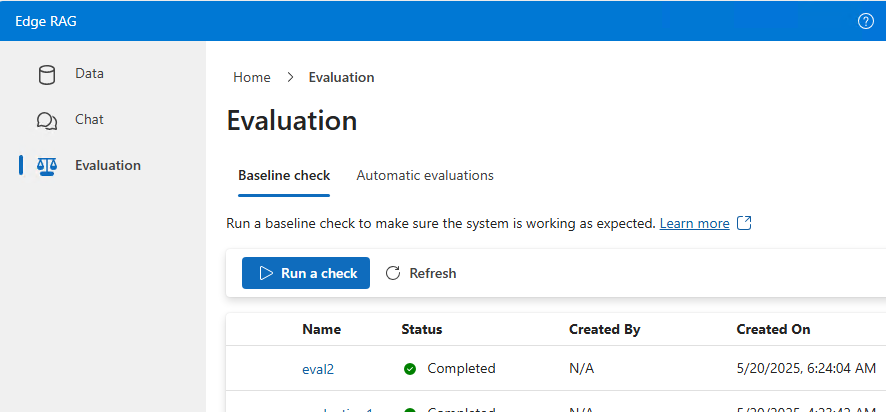 Edge RAG
Data
Chat
Evaluation
Home > Evaluation
Evaluation
Baseline check Automatic evaluations
Run a baseline check to make sure the system is working as expected. Learn more
Run a check Refresh
Name Status Created By Created On
eval2 Completed N/A 5/20/2025, 6:24:04 AM
Completed N/A